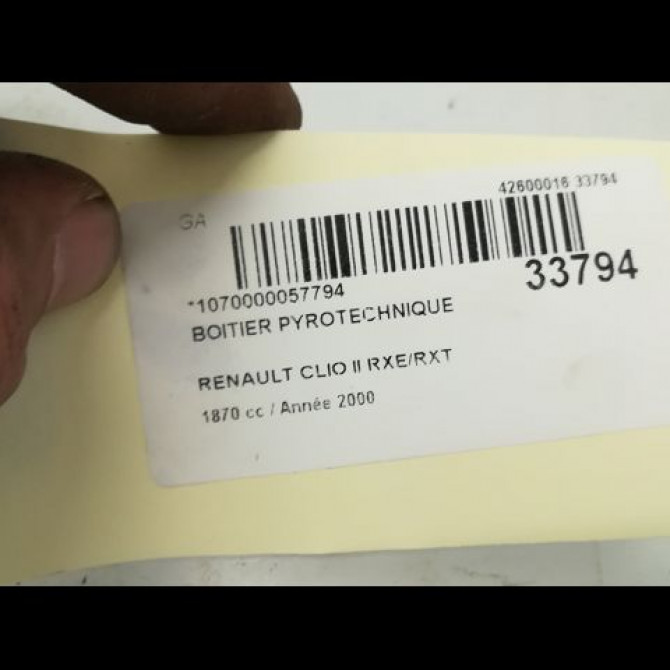 42600016 33794
GA
33794
*1070000057794
BOITIER PYROTECHNIQUE
RENAULT CLIO II RXE/RXT
1870 cc / Année 2000